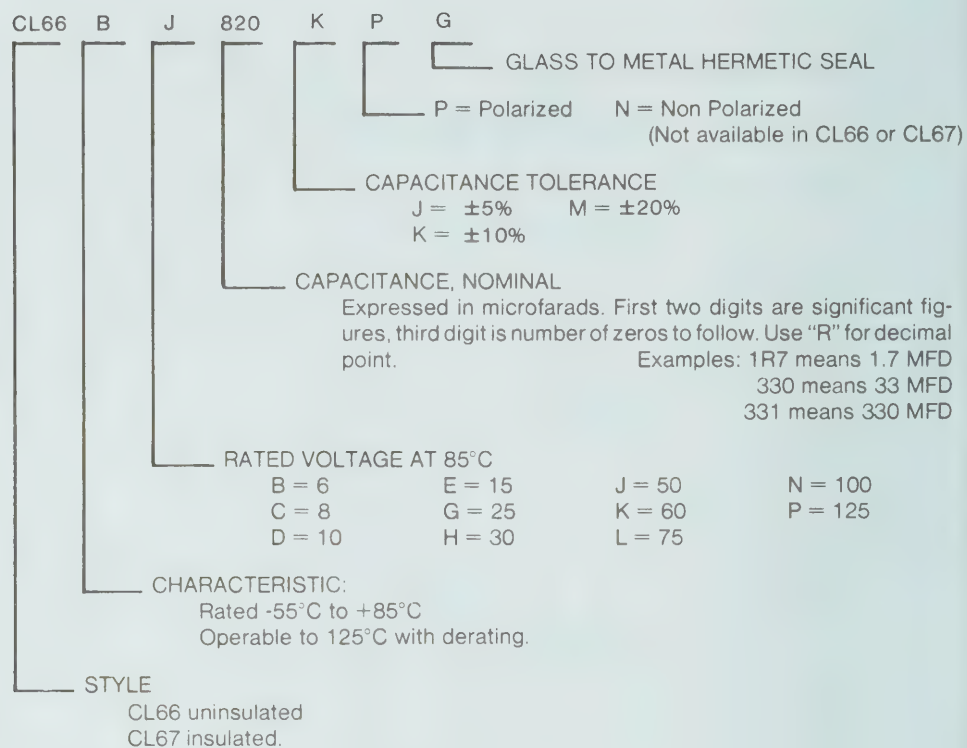 CL66 B J 820 K P G
GLASS TO METAL HERMETIC SEAL
P = Polarized N = Non Polarized
(Not available in CL66 or CL67)
CAPACITANCE TOLERANCE
J = ±5% M = ±20%
K = ±10%
CAPACITANCE, NOMINAL
Expressed in microfarads. First two digits are significant fig-
ures, third digit is number of zeros to follow. Use "R" for decimal
point. Examples: 1R7 means 1.7 MFD
330 means 33 MFD
331 means 330 MFD
RATED VOLTAGE AT 85°C
B = 6 E = 15 J = 50 N = 100
C = 8 G = 25 K = 60 P = 125
D = 10 H = 30 L = 75
CHARACTERISTIC:
Rated -55°C to +85°C
Operable to 125°C with derating.
STYLE
CL66 uninsulated
CL67 insulated.